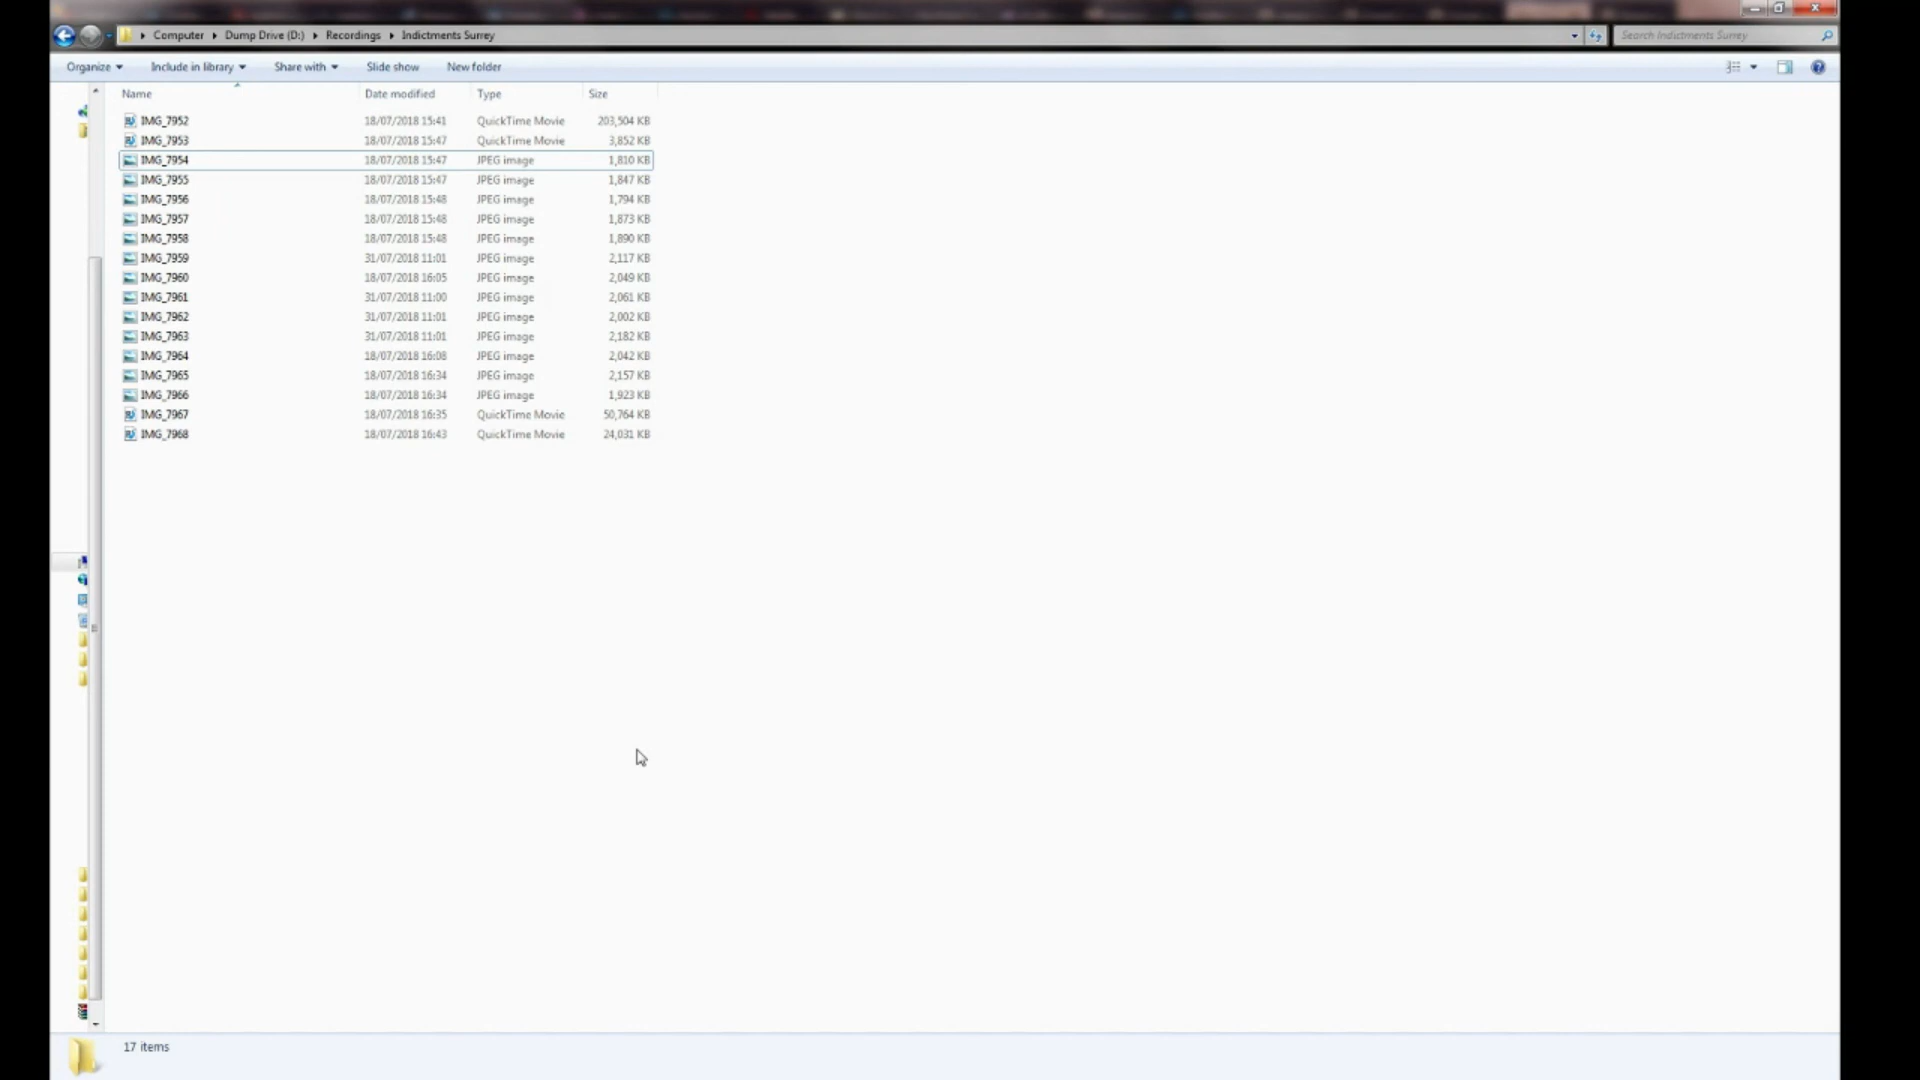 Computer Dump Drive (D:) Recordings Indictments Surrey Search Indictments Surrey
Organize Include in library Share with Slide show New folder
Name Date modified Type Size
IMG_7952 18/07/2018 15:41 QuickTime Movie 203,504 KB
IMG_7953 18/07/2018 15:47 QuickTime Movie 3,852 KB
IMG_7954 18/07/2018 15:47 JPEG image 1,810 KB
IMG_7955 18/07/2018 15:47 JPEG image 1,847 KB
IMG_7956 18/07/2018 15:48 JPEG image 1,794 KB
IMG_7957 18/07/2018 15:48 JPEG image 1,873 KB
IMG_7958 18/07/2018 15:48 JPEG image 1,890 KB
IMG_7959 31/07/2018 11:01 JPEG image 2,117 KB
IMG_7960 18/07/2018 16:05 JPEG image 2,049 KB
IMG_7961 31/07/2018 11:00 JPEG image 2,061 KB
IMG_7962 31/07/2018 11:01 JPEG image 2,002 KB
IMG_7963 31/07/2018 11:01 JPEG image 2,182 KB
IMG_7964 18/07/2018 16:08 JPEG image 2,042 KB
IMG_7965 18/07/2018 16:34 JPEG image 2,157 KB
IMG_7966 18/07/2018 16:34 JPEG image 1,923 KB
IMG_7967 18/07/2018 16:35 QuickTime Movie 50,764 KB
IMG_7968 18/07/2018 16:43 QuickTime Movie 24,031 KB
17 items